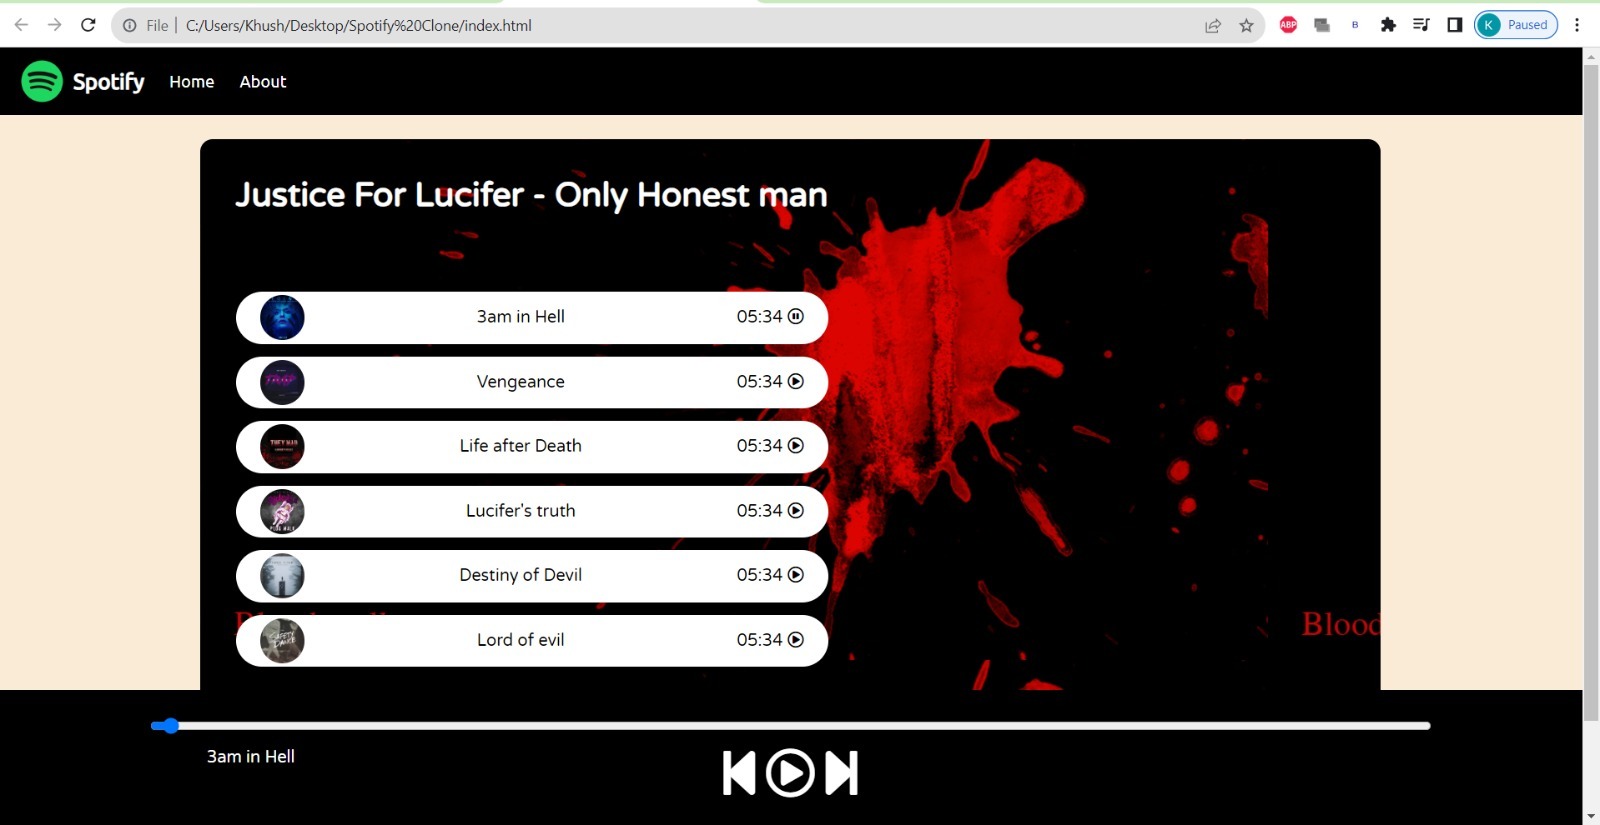 File | C:/Users/Khush/Desktop/Spotify%20Clone/index.html
ABP
B
K Paused
Spotify Home About
Justice For Lucifer - Only Honest man
3am in Hell 05:34
Vengeance 05:34
THEY MAD
Life after Death 05:34
Lucifer's truth 05:34
Destiny of Devil 05:34
Blood
Lord of evil 05:34
3am in Hell